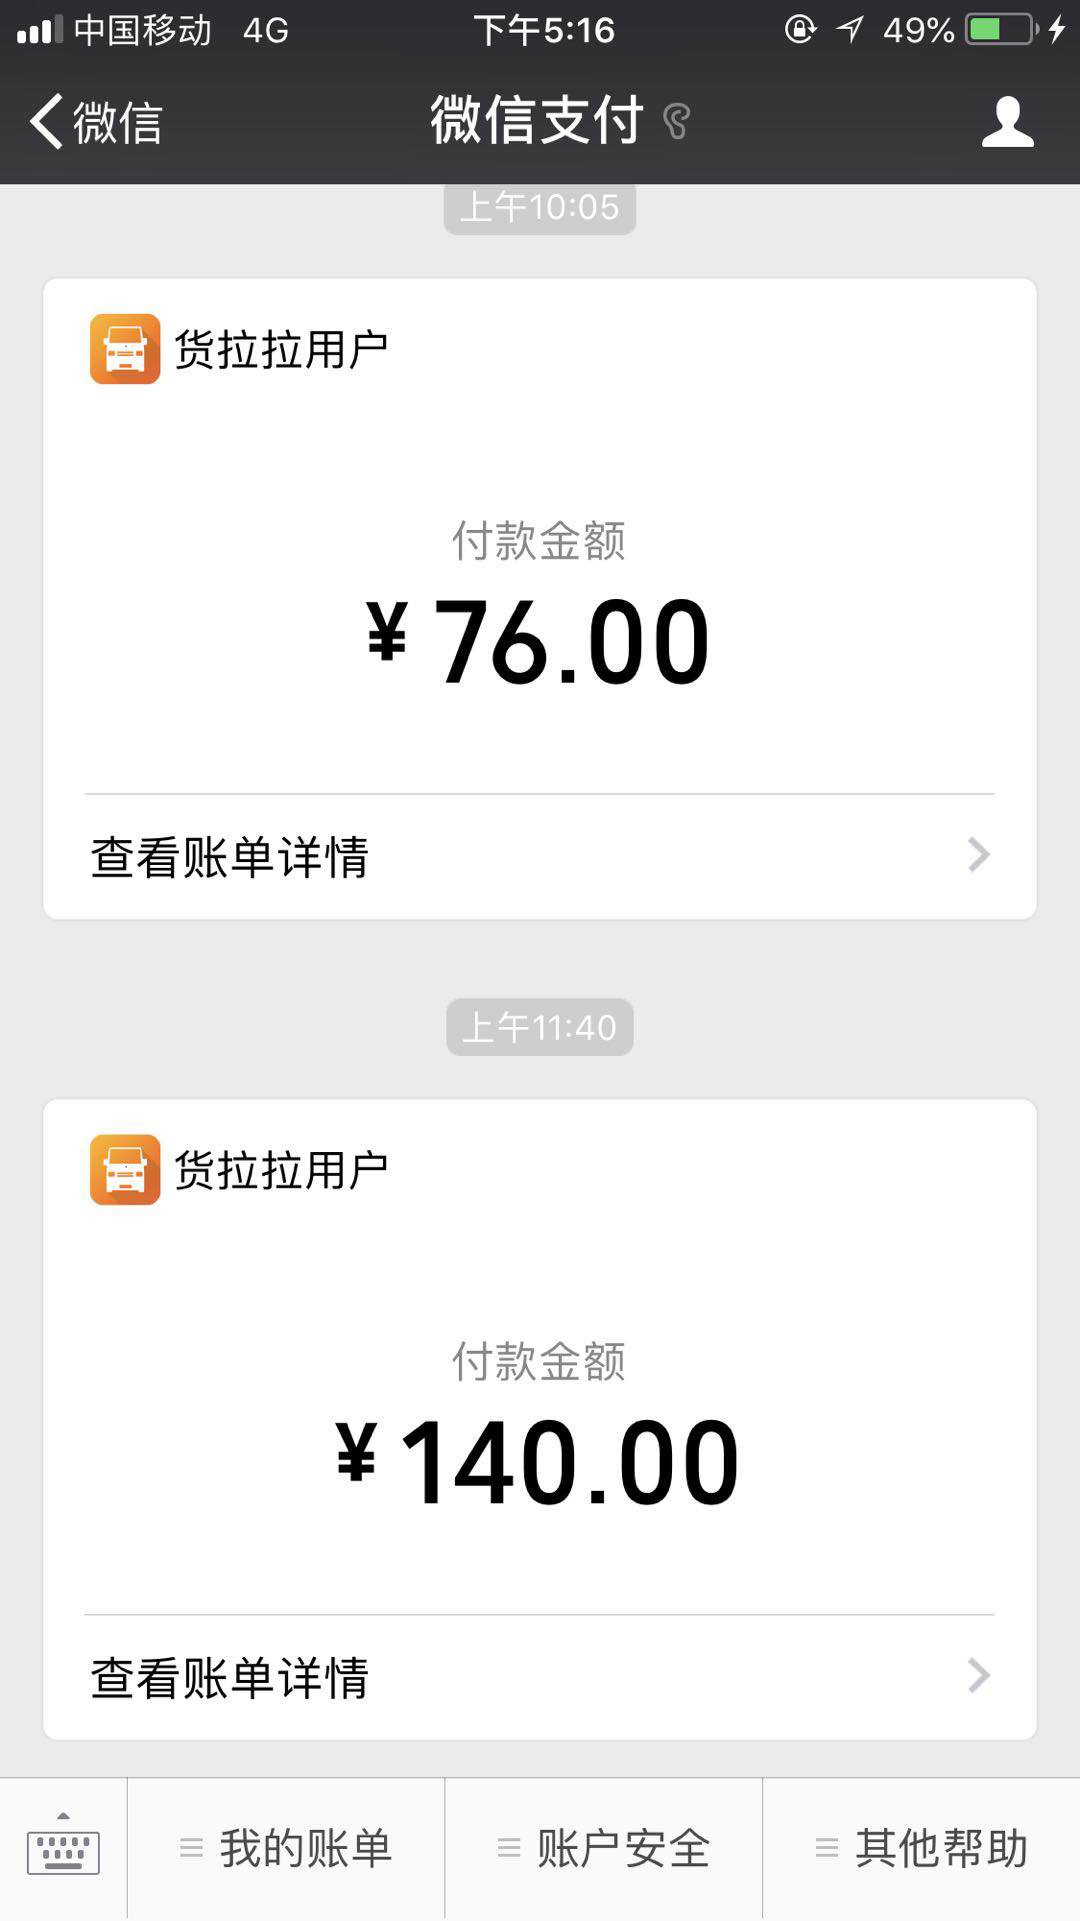 中国移动 4G 下午5:16 49%
微信 微信支付
上午10:05
货拉拉用户
付款金额
¥76.00
查看账单详情
上午11:40
货拉拉用户
付款金额
¥140.00
查看账单详情
我的账单 账户安全 其他帮助